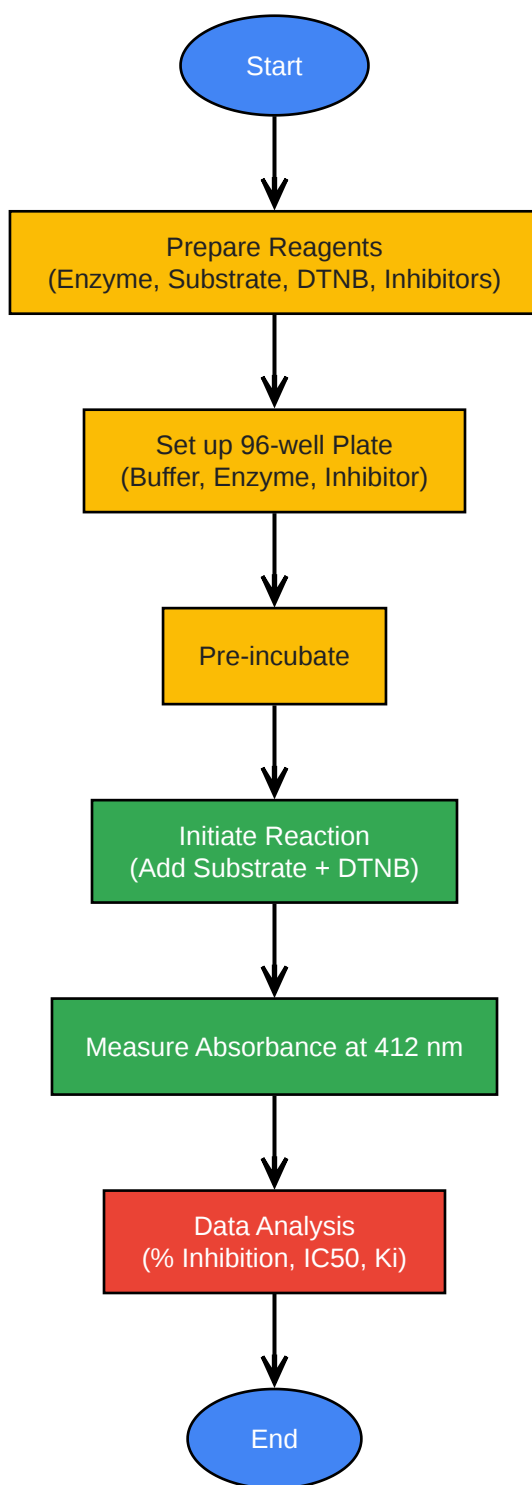 Start
Prepare Reagents
(Enzyme, Substrate, DTNB, Inhibitors)
Set up 96-well Plate
(Buffer, Enzyme, Inhibitor)
Pre-incubate
Initiate Reaction
(Add Substrate + DTNB)
Measure Absorbance at 412 nm
Data Analysis
(% Inhibition, IC50, Ki)
End